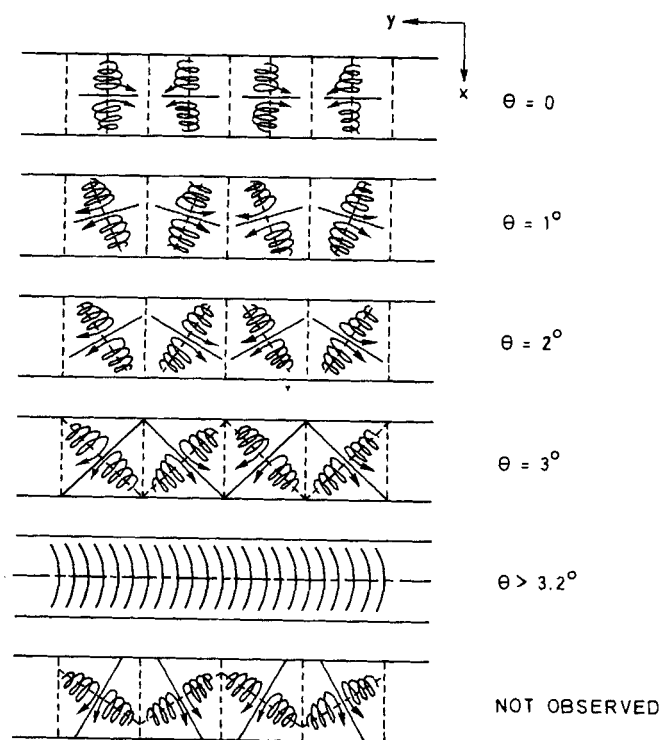 y
x
θ = 0
θ = 1°
θ = 2°
θ = 3°
θ > 3.2°
NOT OBSERVED